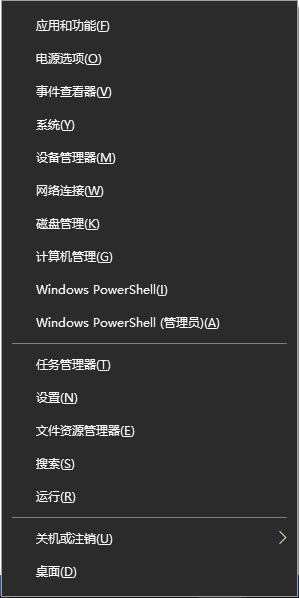 应用和功能(F)
电源选项(O)
事件查看器(V)
系统(Y)
设备管理器(M)
网络连接(W)
磁盘管理(K)
计算机管理(G)
Windows PowerShell(I)
Windows PowerShell (管理员)(A)
任务管理器(T)
设置(N)
文件资源管理器(E)
搜索(S)
运行(R)
关机或注销(U)
桌面(D)